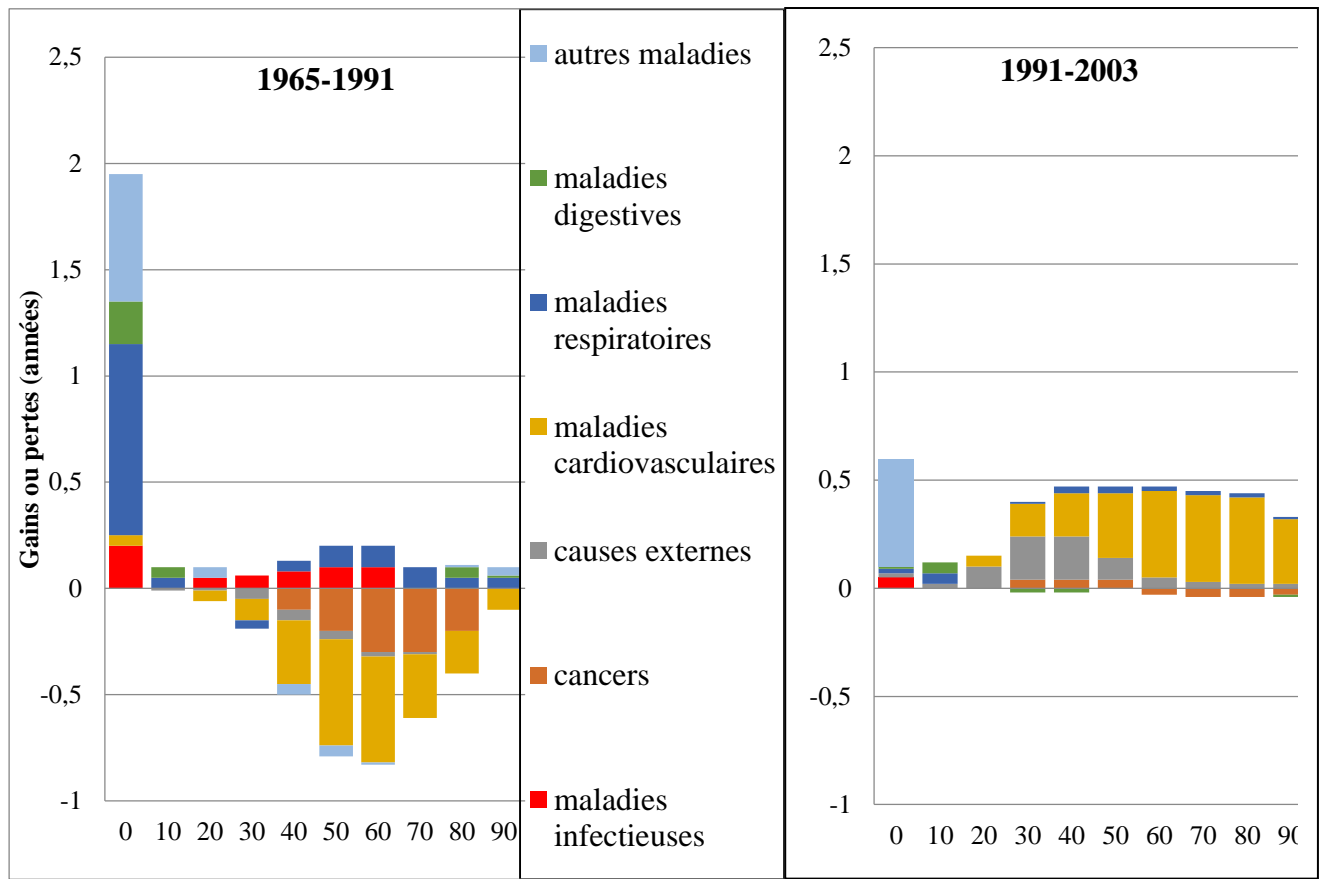 1965-1991
Gains ou pertes (années)
2,5
2
1,5
1
0,5
0
-0,5
-1
0 10 20 30 40 50 60 70 80 90
autres maladies
maladies
digestives
maladies
respiratoires
maladies
cardiovasculaires
causes externes
cancers
maladies
infectieuses
1991-2003
2,5
2
1,5
1
0,5
0
-0,5
-1
0 10 20 30 40 50 60 70 80 90